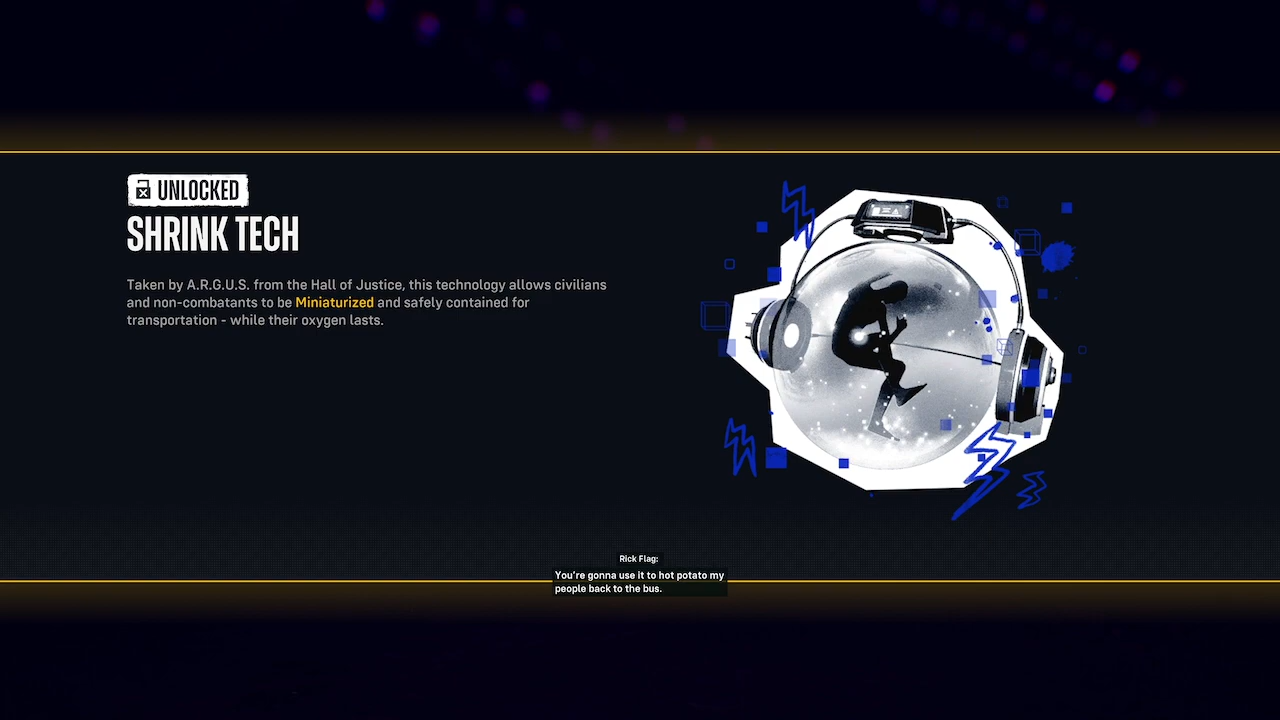 UNLOCKED
SHRINK TECH
Taken by A.R.G.U.S. from the Hall of Justice, this technology allows civilians
and non-combatants to be Miniaturized and safely contained for
transportation - while their oxygen lasts.
Rick Flag:
You're gonna use it to hot potato my
people back to the bus.